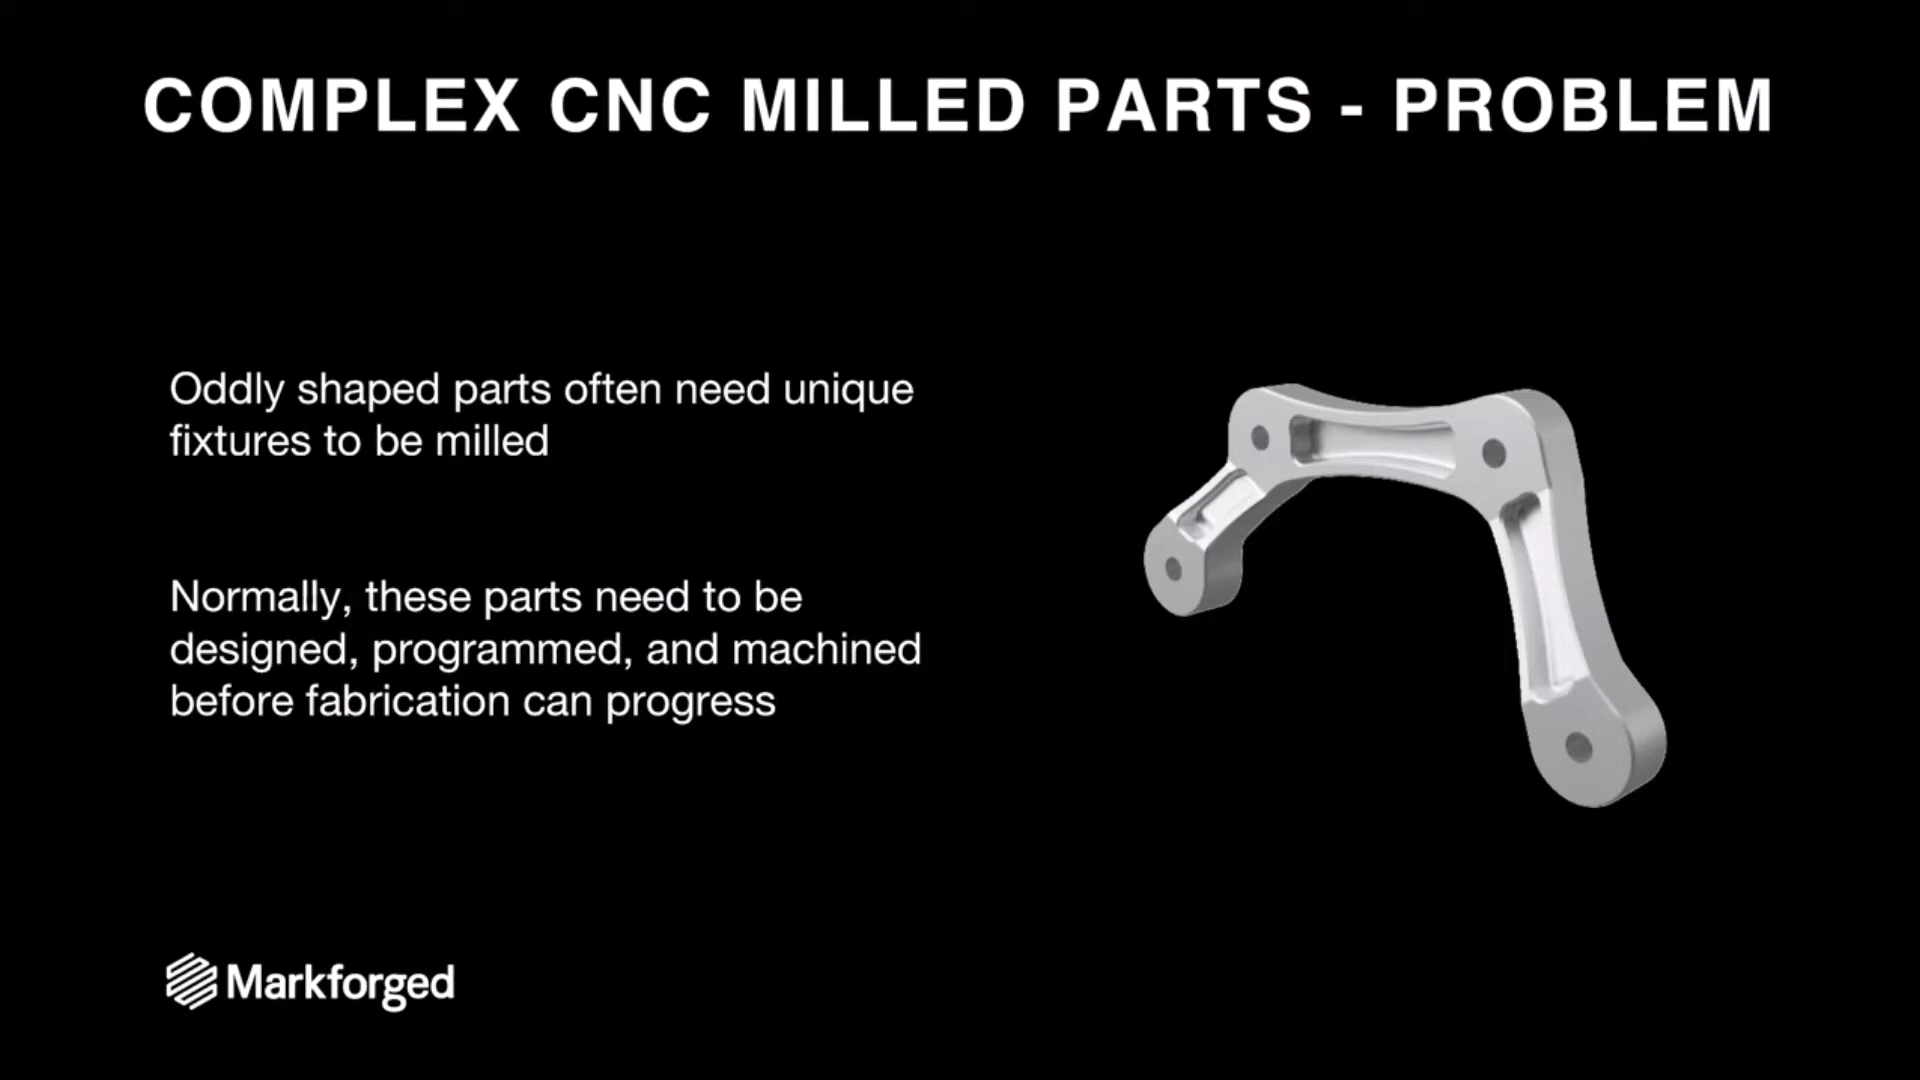 COMPLEX CNC MILLED PARTS - PROBLEM
Oddly shaped parts often need unique
fixtures to be milled
Normally, these parts need to be
designed, programmed, and machined
before fabrication can progress
Markforged